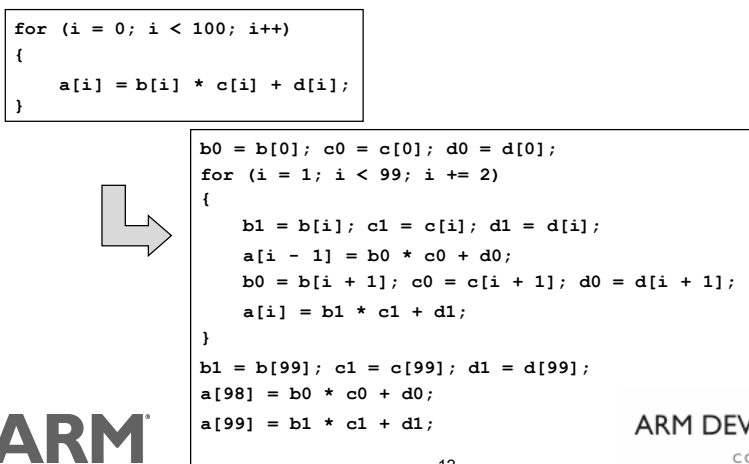 for (i = 0; i < 100; i++)
{
    a[i] = b[i] * c[i] + d[i];
}
b0 = b[0]; c0 = c[0]; d0 = d[0];
for (i = 1; i < 99; i += 2)
{
    b1 = b[i]; c1 = c[i]; d1 = d[i];
    a[i - 1] = b0 * c0 + d0;
    b0 = b[i + 1]; c0 = c[i + 1]; d0 = d[i + 1];
    a[i] = b1 * c1 + d1;
}
b1 = b[99]; c1 = c[99]; d1 = d[99];
a[98] = b0 * c0 + d0;
a[99] = b1 * c1 + d1;
ARM®
ARM DEV